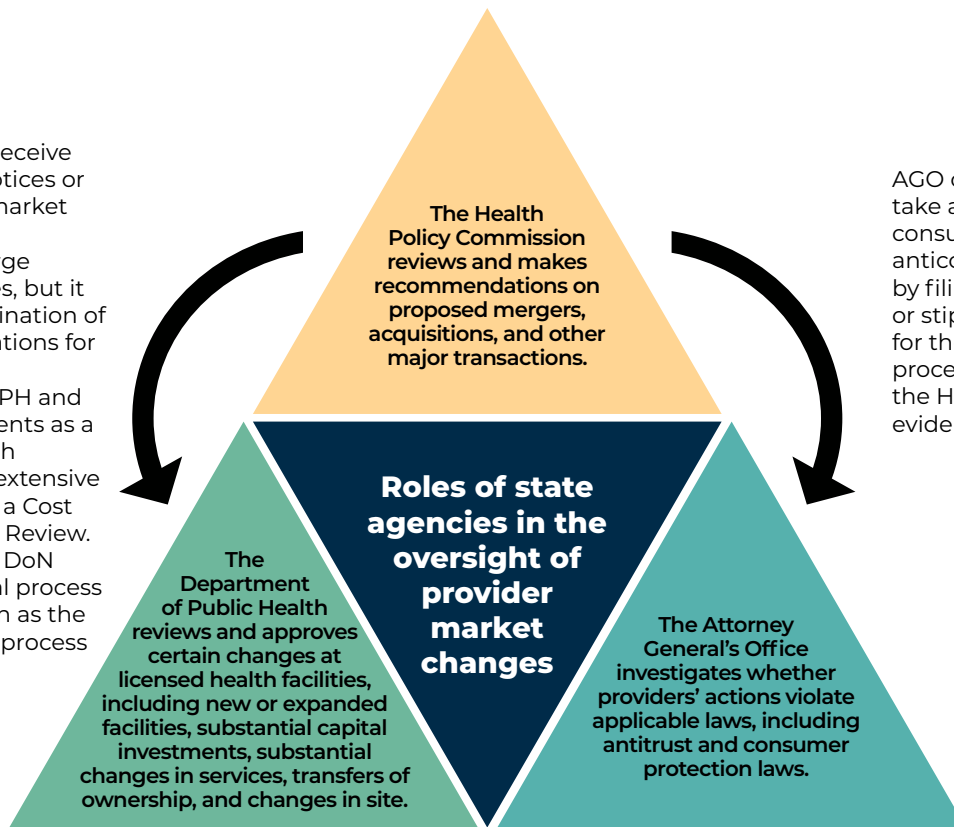 eceive
otices or
market
rge
es, but it
ination of
ations for
PH and
ents as a
h
extensive
a Cost
Review.
DoN
al process
n as the
process
The Health
Policy Commission
reviews and makes
recommendations on
proposed mergers,
acquisitions, and other
major transactions.
AGO
take a
consu
antico
by fili
or stip
for th
proce
the H
evide
Roles of state
agencies in the
oversight of
provider
market
changes
The
Department
of Public Health
reviews and approves
certain changes at
licensed health facilities,
including new or expanded
facilities, substantial capital
investments, substantial
changes in services, transfers of
ownership, and changes in site.
The Attorney
General's Office
investigates whether
providers' actions violate
applicable laws, including
antitrust and consumer
protection laws.